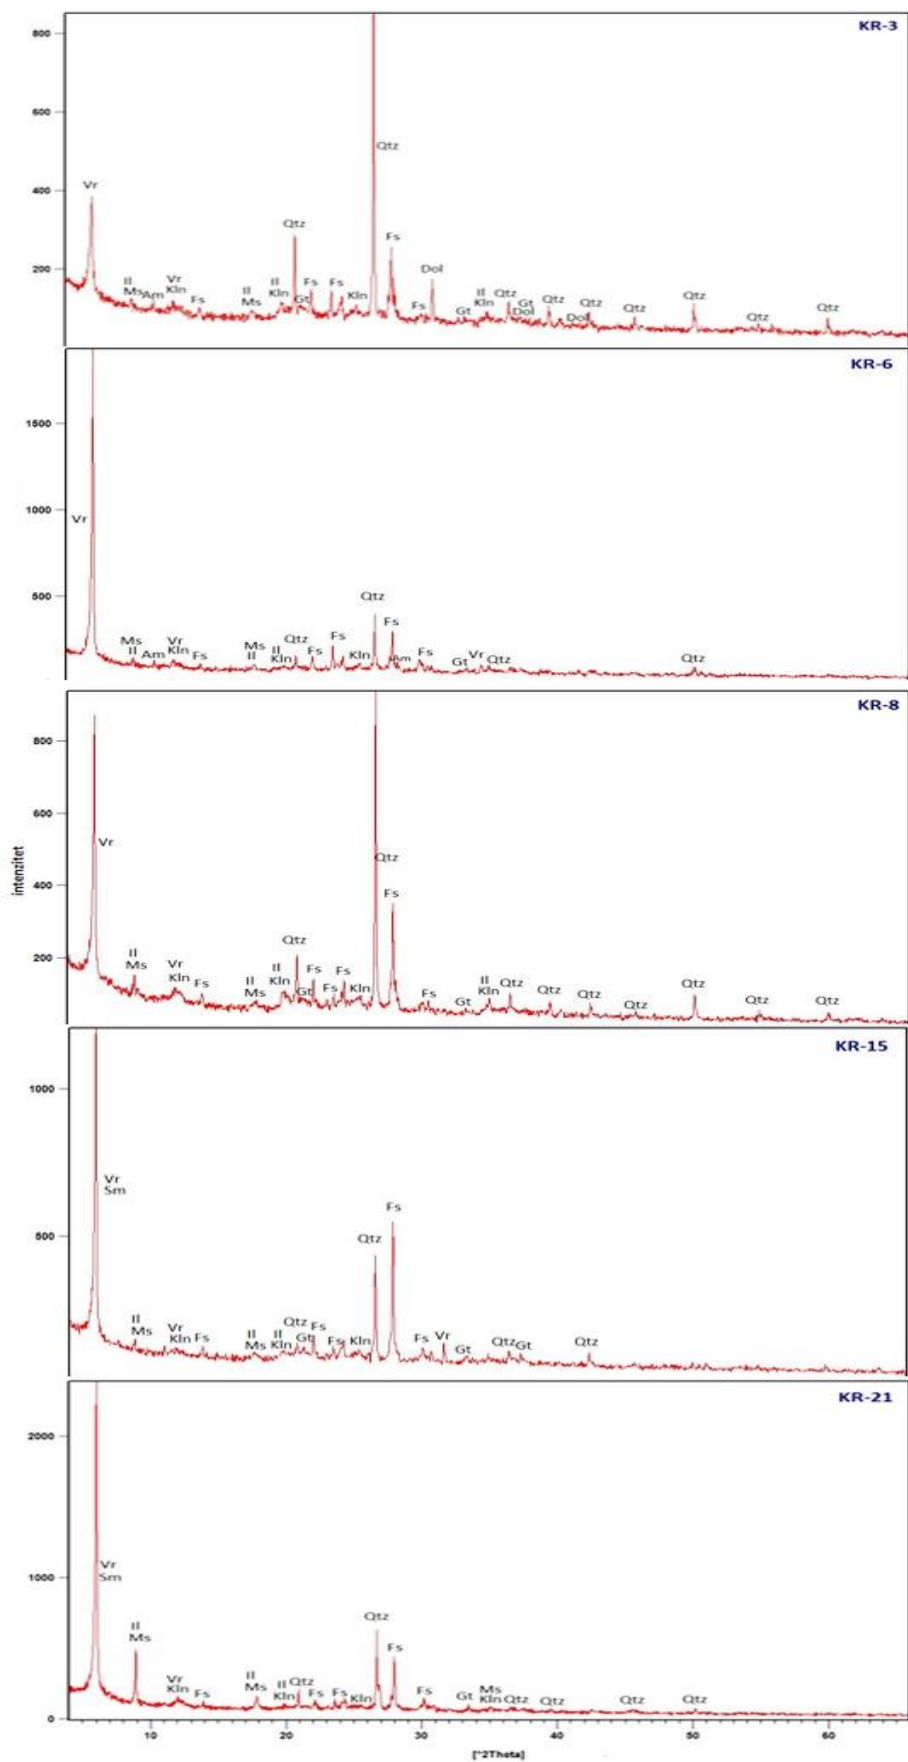 KR-3
800
600
400
200
Vr
Il
Ms
Am
Vr
Kln
Fs
Il
Ms
Il
Kln
Qtz
Gt
Fs
Fs
Kln
Qtz
Fs
Fs
Dol
Gt
Il
Kln
Qtz
Gt
Dol
Qtz
Dol
Qtz
Qtz
Qtz
Qtz
Qtz
KR-6
1500
1000
500
Vr
Ms
Il
Am
Vr
Kln
Fs
Ms
Il
Il
Kln
Qtz
Fs
Fs
Kln
Qtz
Fs
Am
Fs
Gt
Vr
Qtz
Qtz
KR-8
800
600
400
200
intenzitet
Vr
Il
Ms
Vr
Kln
Fs
Il
Ms
Il
Kln
Qtz
Gt
Fs
Fs
Fs
Kln
Qtz
Fs
Fs
Gt
Il
Kln
Qtz
Qtz
Qtz
Qtz
Qtz
Qtz
Qtz
KR-15
1000
500
Vr
Sm
Il
Ms
Vr
Kln
Fs
Il
Ms
Il
Kln
Qtz
Gt
Fs
Fs
Kln
Qtz
Fs
Fs
Vr
Gt
Qtz
Gt
Qtz
KR-21
2000
1000
0
Vr
Sm
Il
Ms
Vr
Kln
Fs
Il
Ms
Il
Kln
Qtz
Fs
Fs
Kln
Qtz
Fs
Fs
Gt
Ms
Kln
Qtz
Qtz
Qtz
Qtz
10 20 30 40 50 60
[°2Theta]